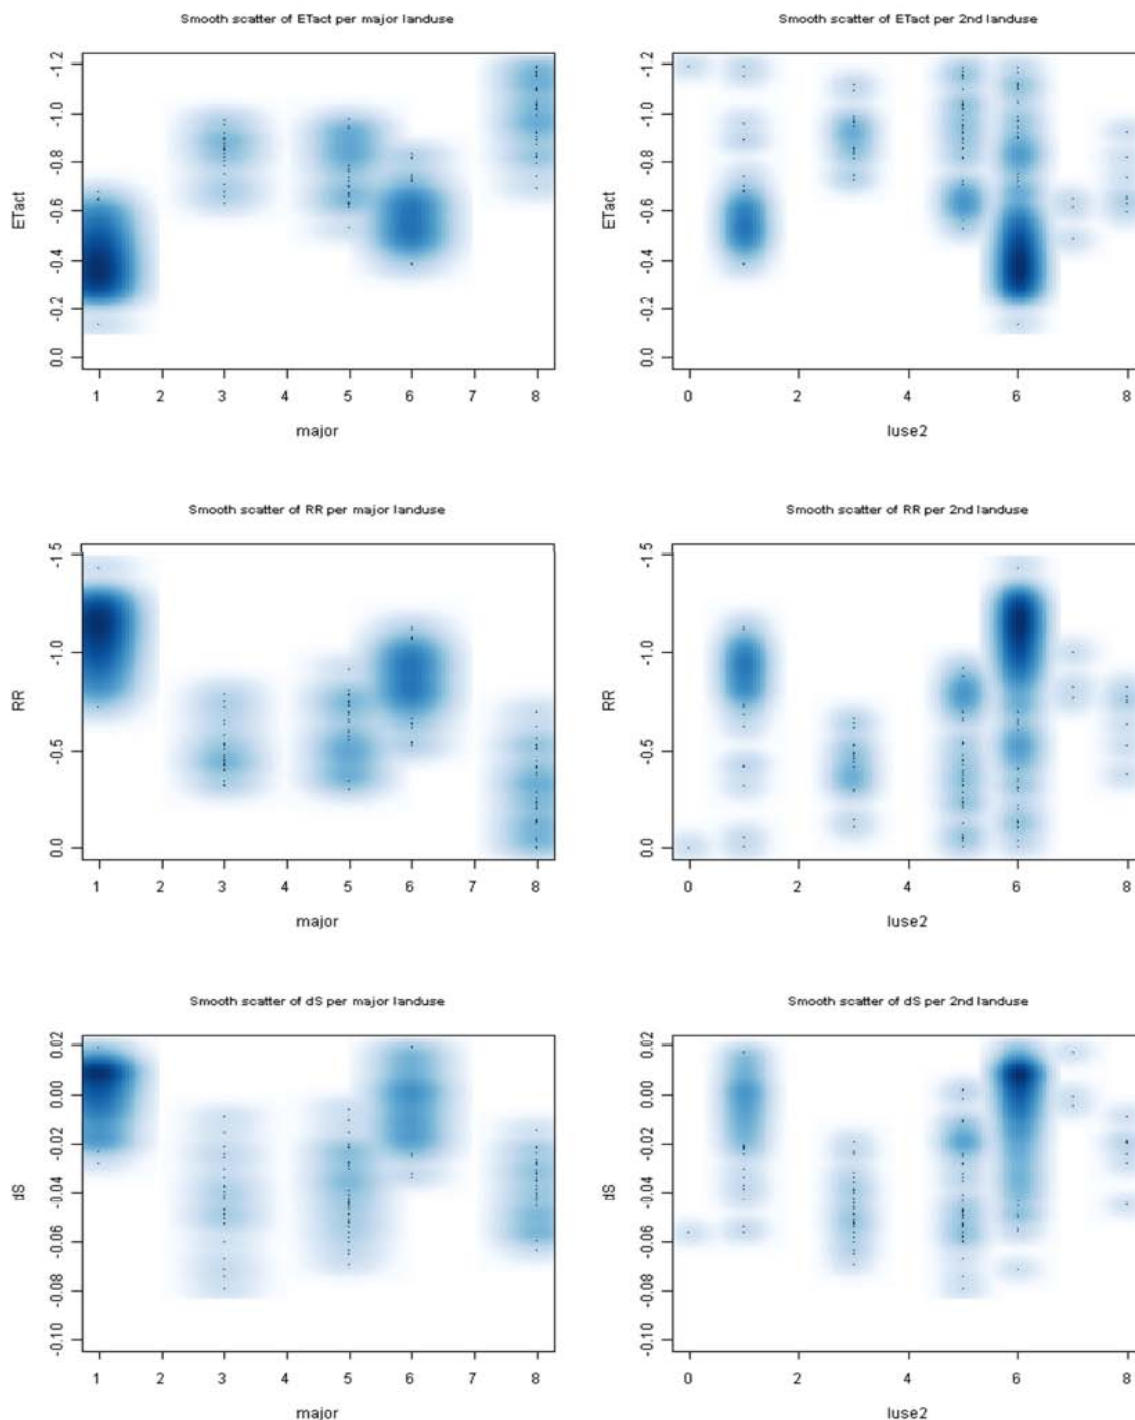 Smooth scatter of ETact per major landuse
ETact
-1.2
-1.0
-0.8
-0.6
-0.4
-0.2
0.0
1 2 3 4 5 6 7 8
major
Smooth scatter of ETact per 2nd landuse
ETact
-1.2
-1.0
-0.8
-0.6
-0.4
-0.2
0.0
0 2 4 6 8
luse2
Smooth scatter of RR per major landuse
RR
-1.5
-1.0
-0.5
0.0
1 2 3 4 5 6 7 8
major
Smooth scatter of RR per 2nd landuse
RR
-1.5
-1.0
-0.5
0.0
0 2 4 6 8
luse2
Smooth scatter of dS per major landuse
dS
0.02
0.00
-0.02
-0.04
-0.06
-0.08
-0.10
1 2 3 4 5 6 7 8
major
Smooth scatter of dS per 2nd landuse
dS
0.02
0.00
-0.02
-0.04
-0.06
-0.08
-0.10
0 2 4 6 8
luse2